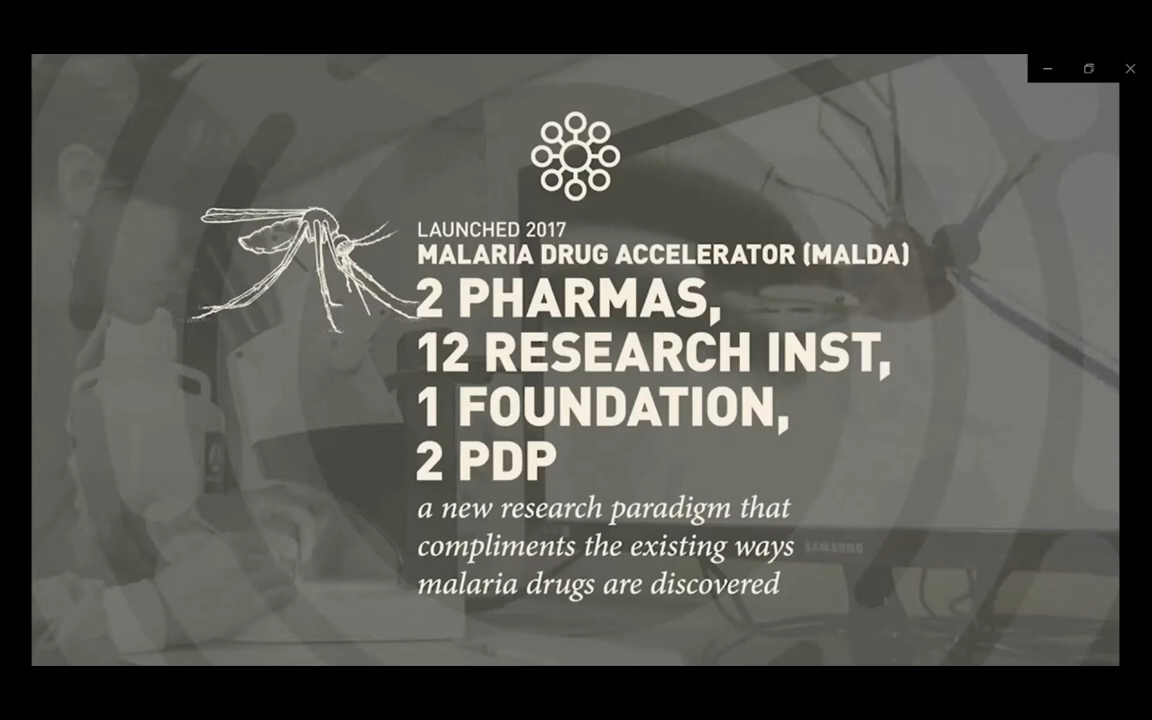 LAUNCHED 2017
MALARIA DRUG ACCELERATOR (MALDA)
2 PHARMAS,
12 RESEARCH INST,
1 FOUNDATION,
2 PDP
a new research paradigm that
compliments the existing ways
malaria drugs are discovered
SAMSUNG